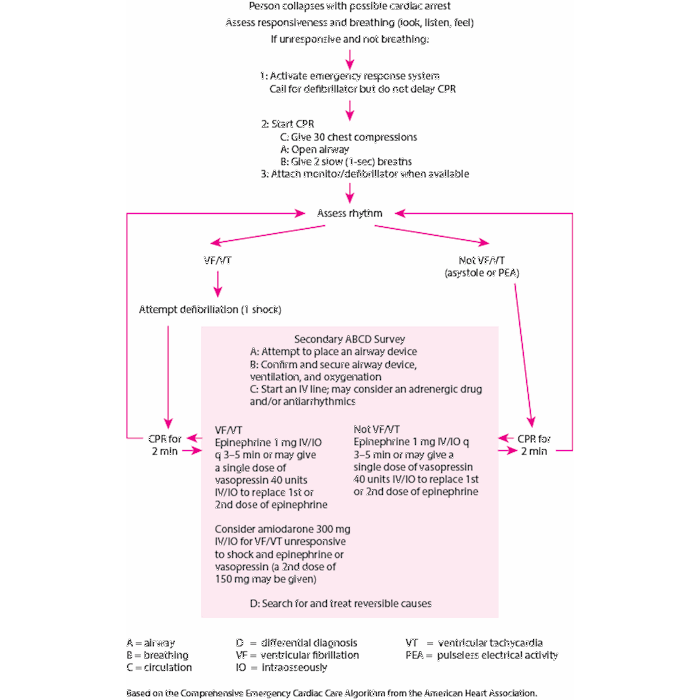 Person collapses with possible cardiac arrest
Assess responsiveness and breathing (look, listen, feel)
If unresponsive and not breathing:
1: Activate emergency response system
Call for defibrillator but do not delay CPR
2: Start CPR
C: Give 30 chest compressions
A: Open airway
B: Give 2 slow (1-sec) breaths
3: Attach monitor/defibrillator when available
Assess rhythm
VF/VT
Not VF/VT
(asystole or PEA)
Attempt defibrillation (1 shock)
Secondary ABCD Survey
A: Attempt to place an airway device
B: Confirm and secure airway device,
ventilation, and oxygenation
C: Start an IV line; may consider an adrenergic drug
and/or antiarrhythmics
CPR for
2 min
VF/VT
Epinephrine 1 mg IV/IO
q 3–5 min or may give
a single dose of
vasopressin 40 units
IV/IO to replace 1st or
2nd dose of epinephrine
Consider amiodarone 300 mg
IV/IO for VF/VT unresponsive
to shock and epinephrine or
vasopressin (a 2nd dose of
150 mg may be given)
Not VF/VT
Epinephrine 1 mg IV/IO q
3–5 min or may give a
single dose of vasopressin
40 units IV/IO to replace 1st
or 2nd dose of epinephrine
CPR for
2 min
D: Search for and treat reversible causes
A = airway
B = breathing
C = circulation
D = differential diagnosis
VF = ventricular fibrillation
IO = intraosseously
VT = ventricular tachycardia
PEA = pulseless electrical activity
Based on the Comprehensive Emergency Cardiac Care Algorithm from the American Heart Association.